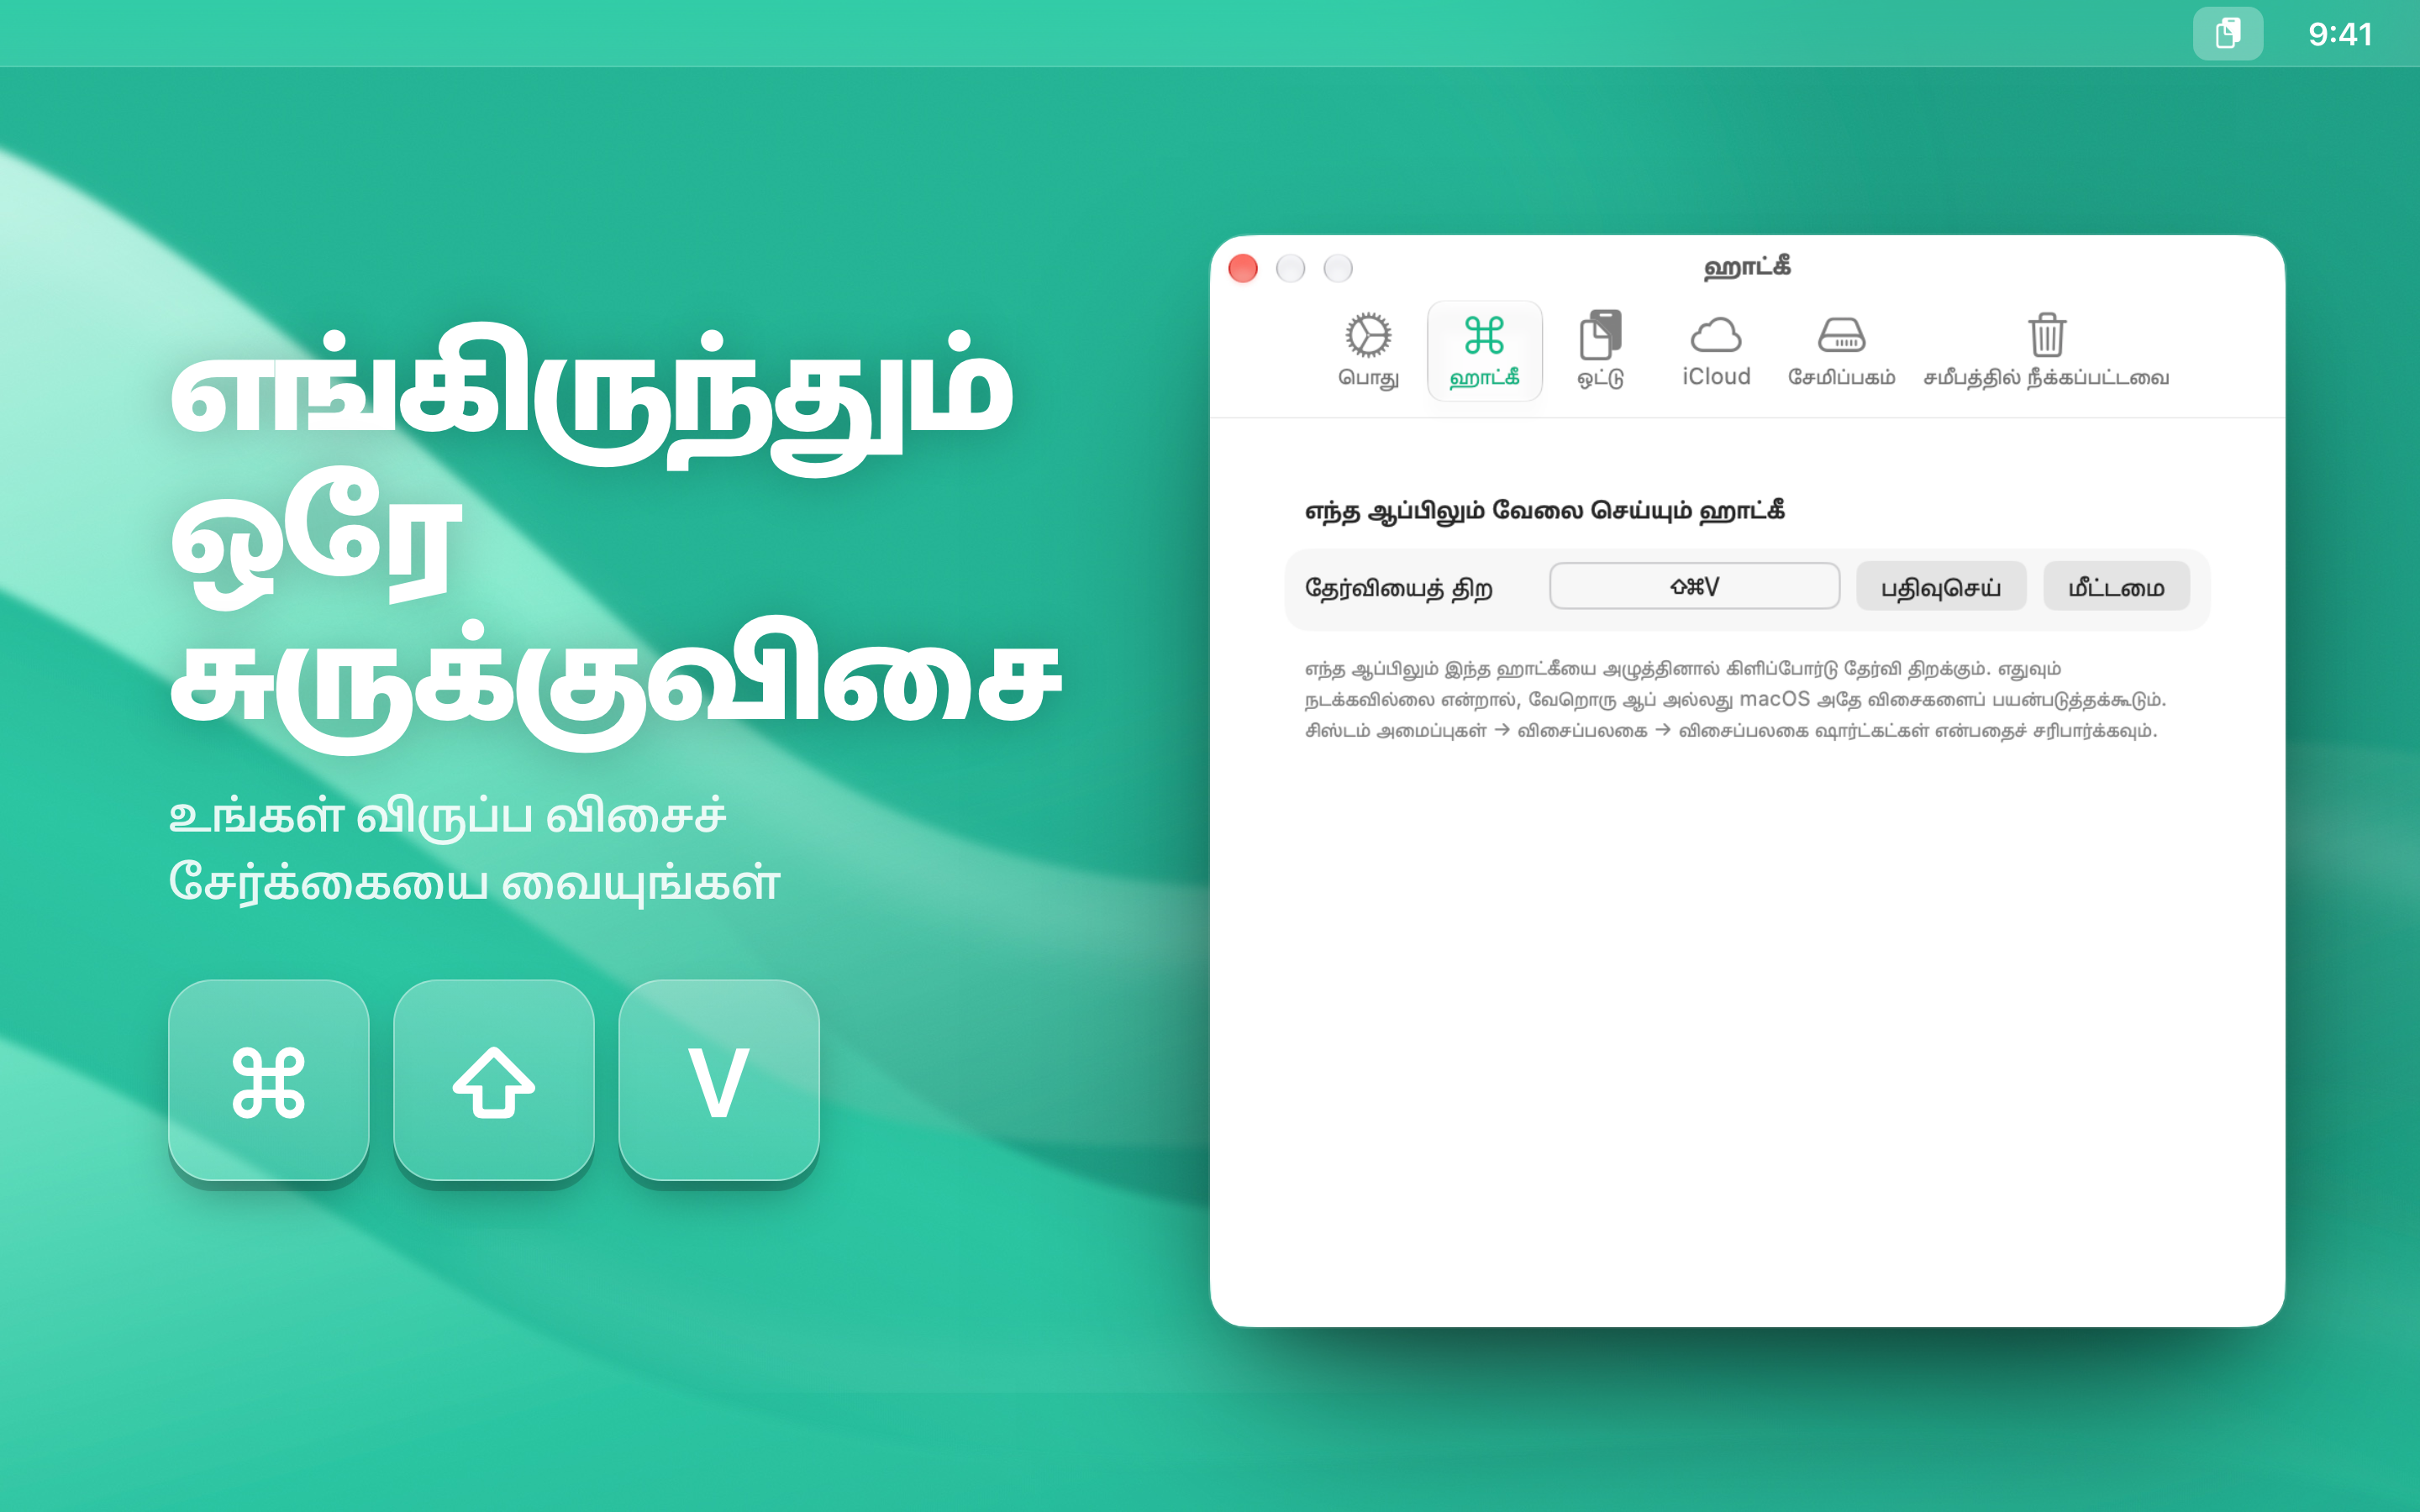 9:41
எங்கிருந்தும்
ஒரே
சுருக்குவிசை
உங்கள் விருப்ப விசைச்
சேர்க்கையை வையுங்கள்
⌘ ⇧ V
ஹாட்கீ
பொது ஹாட்கீ ஒட்டு iCloud சேமிப்பகம் சமீபத்தில் நீக்கப்பட்டவை
எந்த ஆப்பிலும் வேலை செய்யும் ஹாட்கீ
தேர்வியைத் திற ⇧⌘V பதிவுசெய் மீட்டமை
எந்த ஆப்பிலும் இந்த ஹாட்கீயை அழுத்தினால் கிளிப்போர்டு தேர்வி திறக்கும். எதுவும்
நடக்கவில்லை என்றால், வேறொரு ஆப் அல்லது macOS அதே விசைகளைப் பயன்படுத்தக்கூடும்.
சிஸ்டம் அமைப்புகள் → விசைப்பலகை → விசைப்பலகை ஷார்ட்கட்கள் என்பதைச் சரிபார்க்கவும்.